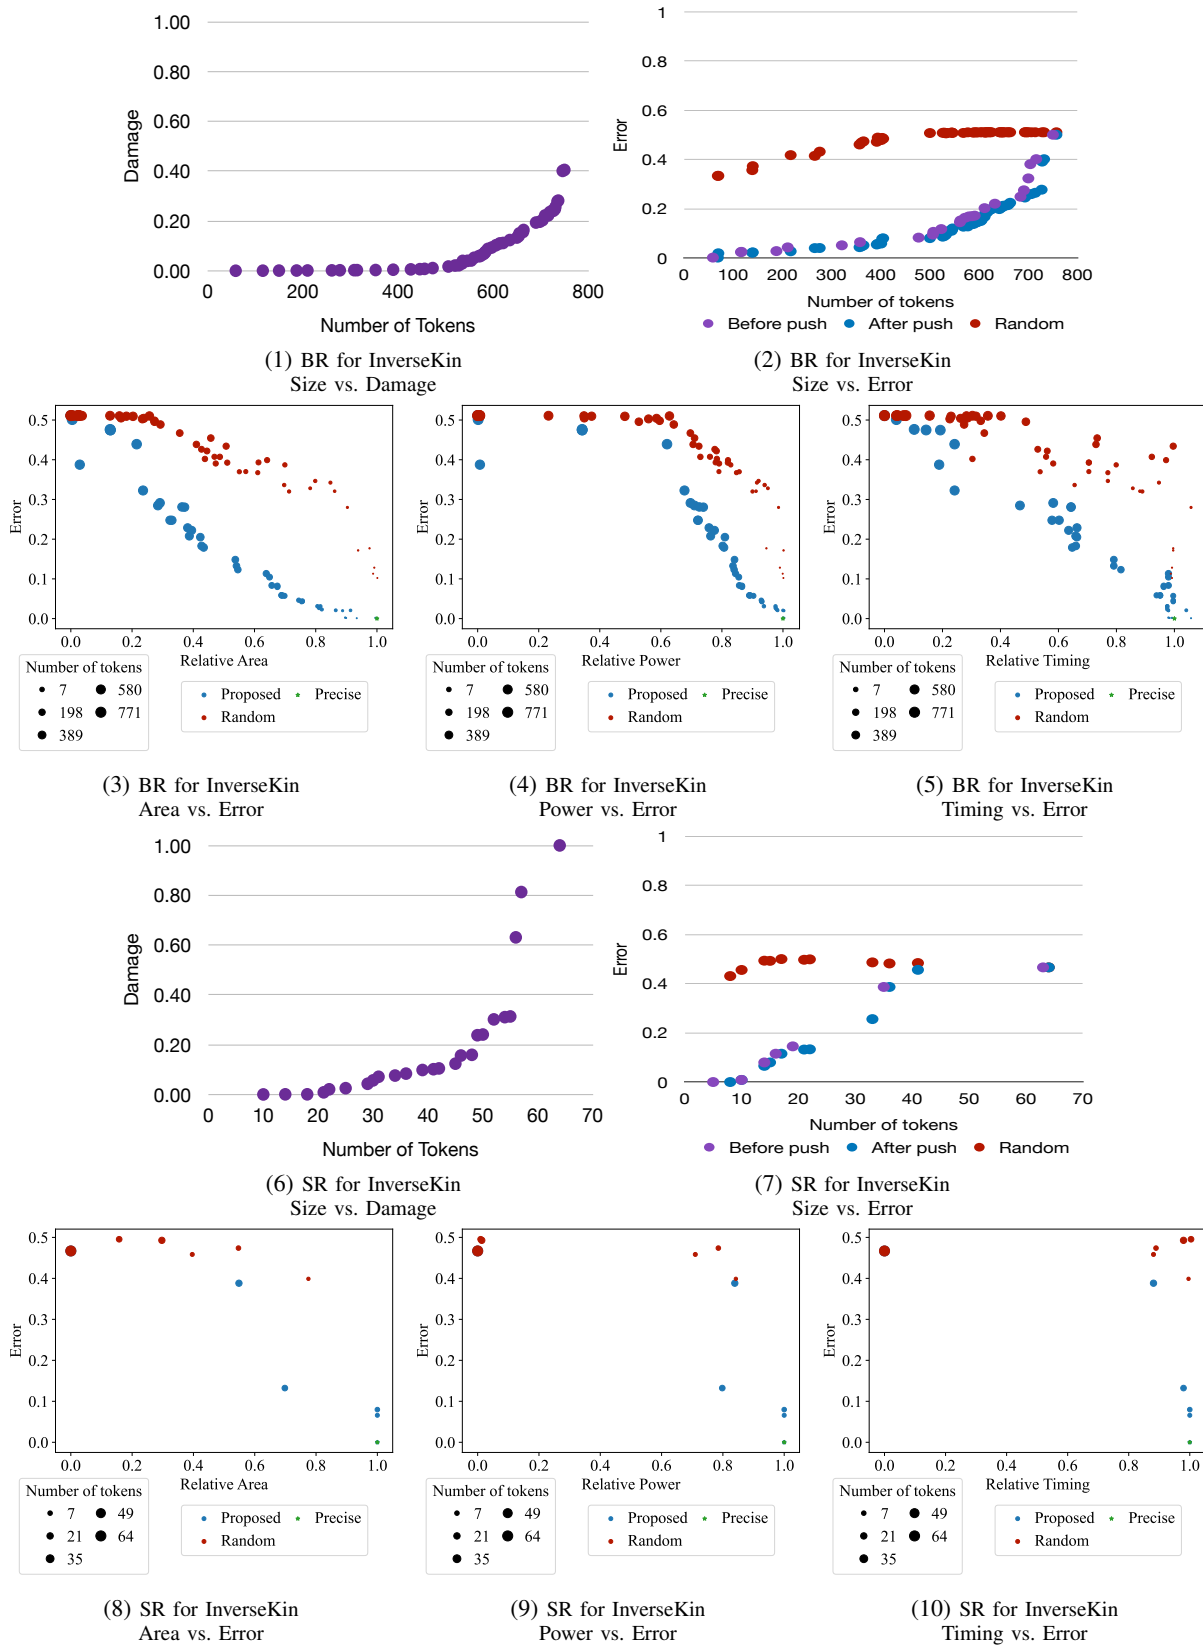 1.00
0.80
0.60
0.40
0.20
0.00
Damage
0 200 400 600 800
Number of Tokens
(1) BR for InverseKin
Size vs. Damage
1
0.8
0.6
0.4
0.2
0
Error
0 100 200 300 400 500 600 700 800
Number of tokens
Before push After push Random
(2) BR for InverseKin
Size vs. Error
0.5
0.4
0.3
0.2
0.1
0.0
Error
0.0 0.2 0.4 0.6 0.8 1.0
Relative Area
Number of tokens
7 580
198 771
389
Proposed Precise
Random
(3) BR for InverseKin
Area vs. Error
0.5
0.4
0.3
0.2
0.1
0.0
Error
0.0 0.2 0.4 0.6 0.8 1.0
Relative Power
Number of tokens
7 580
198 771
389
Proposed Precise
Random
(4) BR for InverseKin
Power vs. Error
0.5
0.4
0.3
0.2
0.1
0.0
Error
0.0 0.2 0.4 0.6 0.8 1.0
Relative Timing
Number of tokens
7 580
198 771
389
Proposed Precise
Random
(5) BR for InverseKin
Timing vs. Error
1.00
0.80
0.60
0.40
0.20
0.00
Damage
0 10 20 30 40 50 60 70
Number of Tokens
(6) SR for InverseKin
Size vs. Damage
1
0.8
0.6
0.4
0.2
0
Error
0 10 20 30 40 50 60 70
Number of tokens
Before push After push Random
(7) SR for InverseKin
Size vs. Error
0.5
0.4
0.3
0.2
0.1
0.0
Error
0.0 0.2 0.4 0.6 0.8 1.0
Relative Area
Number of tokens
7 49
21 64
35
Proposed Precise
Random
(8) SR for InverseKin
Area vs. Error
0.5
0.4
0.3
0.2
0.1
0.0
Error
0.0 0.2 0.4 0.6 0.8 1.0
Relative Power
Number of tokens
7 49
21 64
35
Proposed Precise
Random
(9) SR for InverseKin
Power vs. Error
0.5
0.4
0.3
0.2
0.1
0.0
Error
0.0 0.2 0.4 0.6 0.8 1.0
Relative Timing
Number of tokens
7 49
21 64
35
Proposed Precise
Random
(10) SR for InverseKin
Timing vs. Error